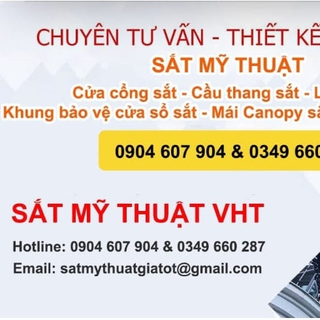 CHUYÊN TƯ VẤN - THIẾT KẾ
SẮT MỸ THUẬT
Cửa cổng sắt - Cầu thang sắt - L
Khung bảo vệ cửa sổ sắt - Mái Canopy sắ
0904 607 904 & 0349 660
SẮT MỸ THUẬT VHT
Hotline: 0904 607 904 & 0349 660 287
Email: satmythuatgiatot@gmail.com